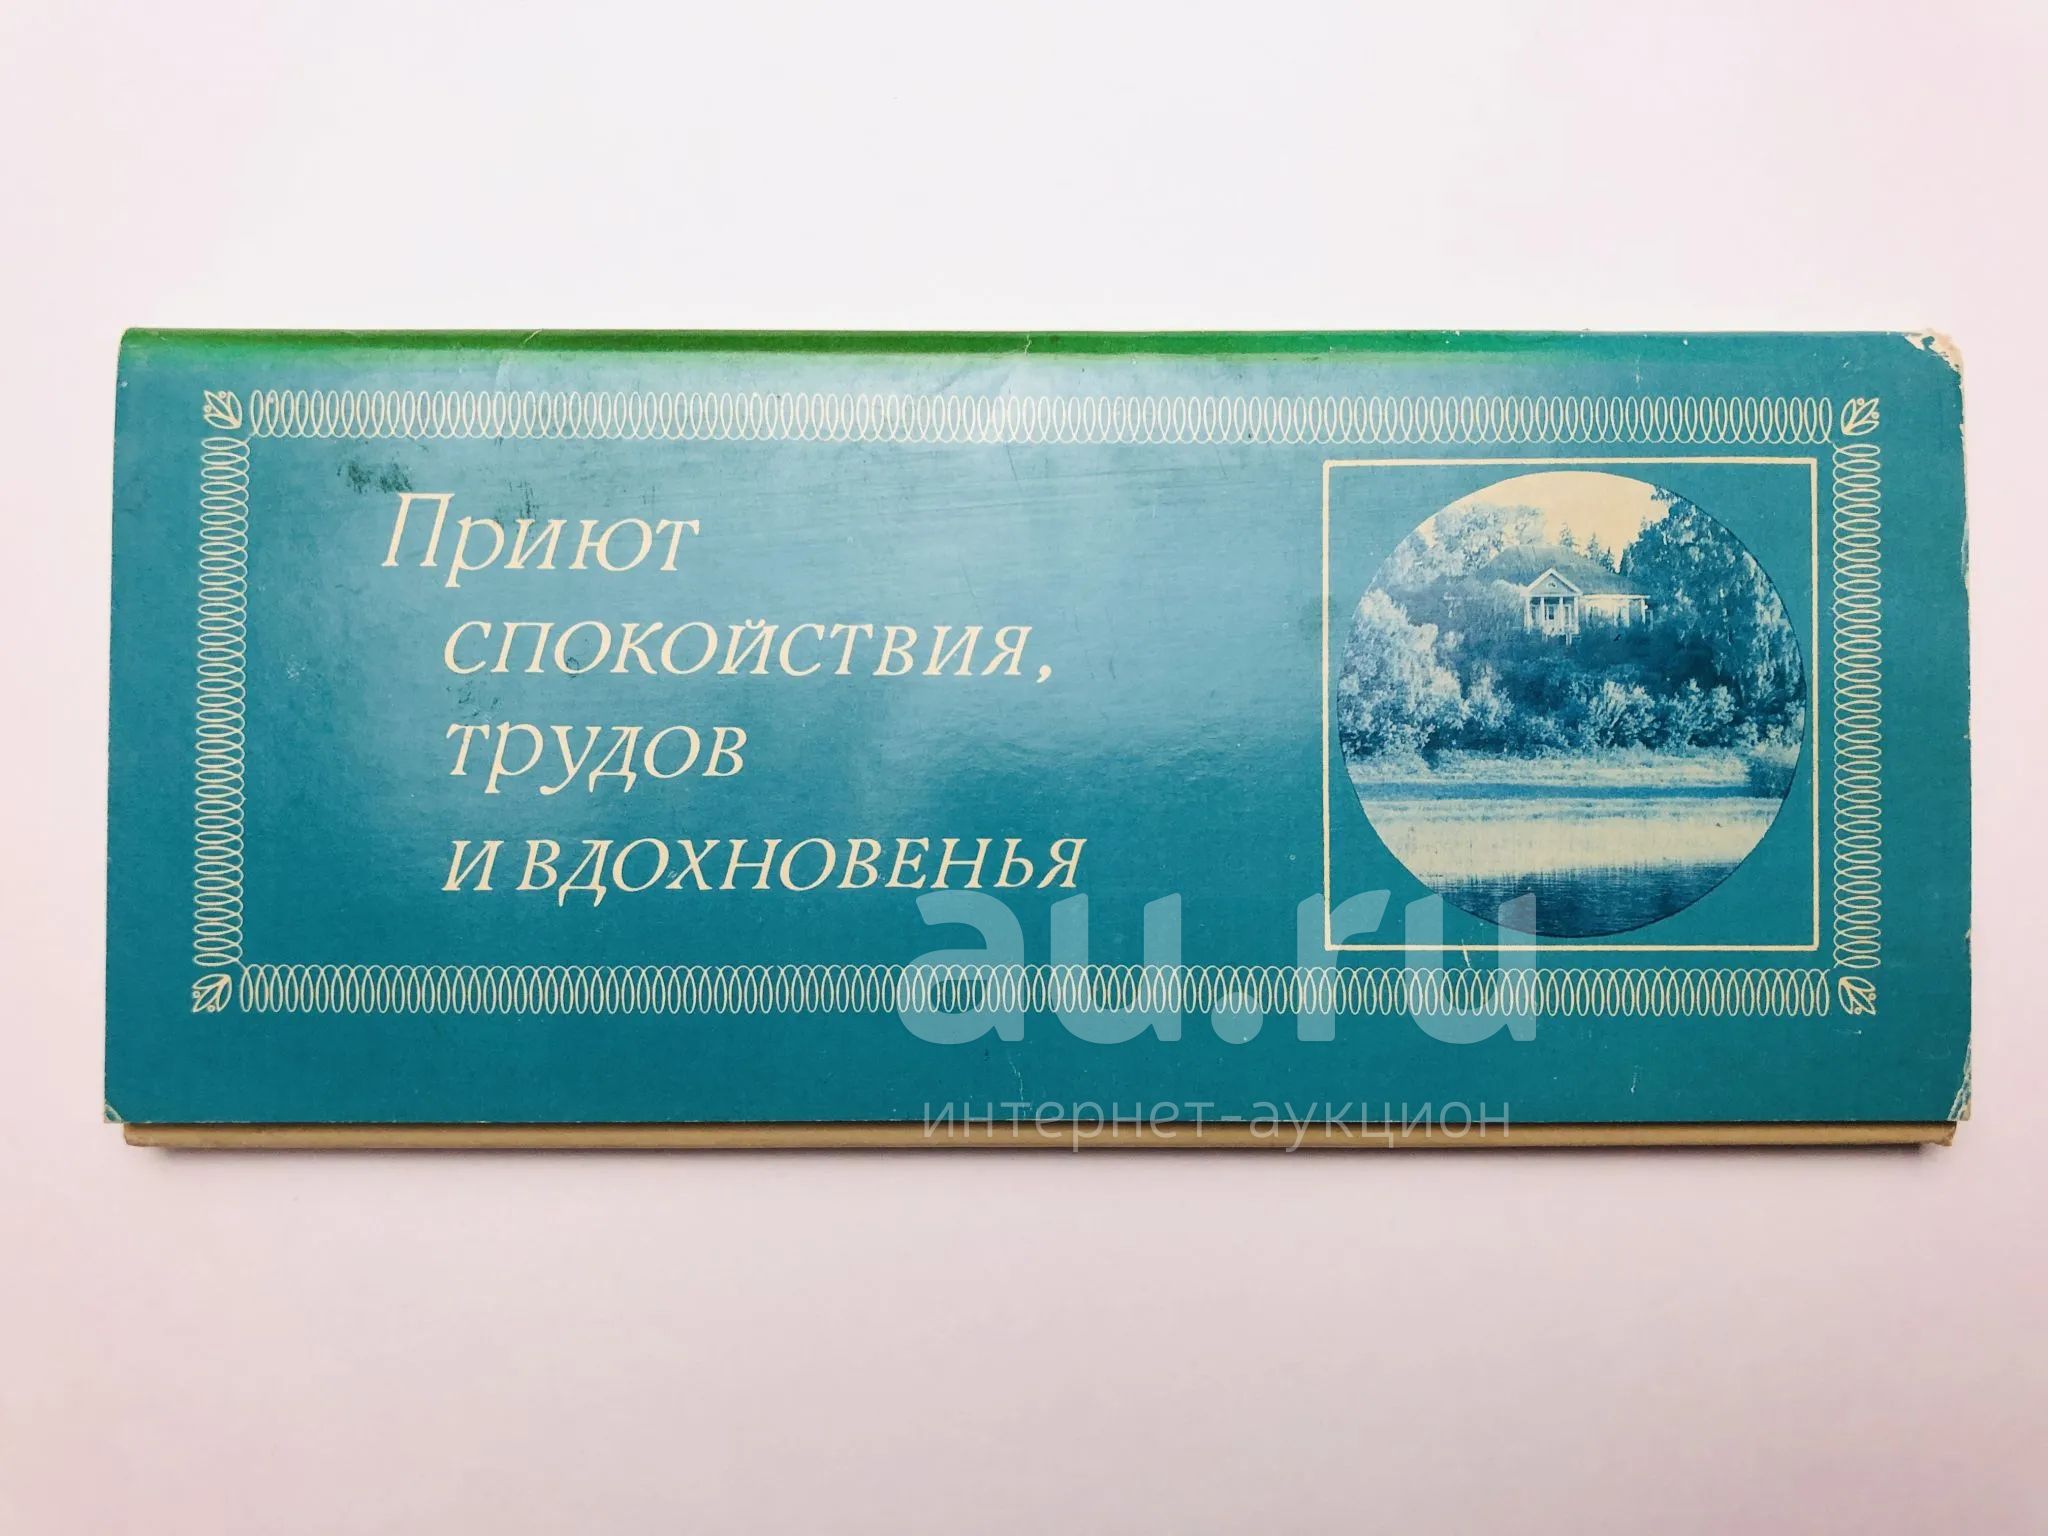 Приют
спокойствия,
трудов
и вдохновенья
au.ru
интернет-аукцион